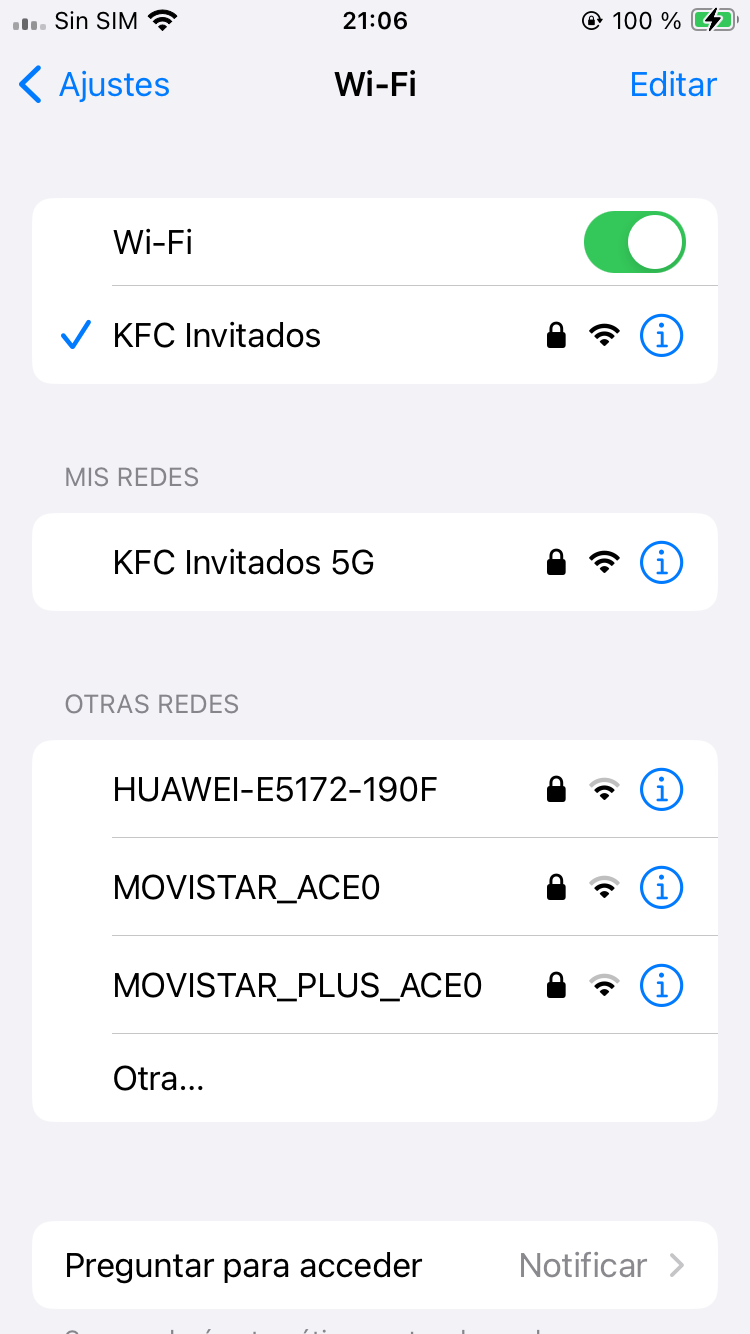 Sin SIM 21:06 100 %
Ajustes Wi-Fi Editar
Wi-Fi
KFC Invitados
MIS REDES
KFC Invitados 5G
OTRAS REDES
HUAWEI-E5172-190F
MOVISTAR_ACE0
MOVISTAR_PLUS_ACE0
Otra...
Preguntar para acceder Notificar